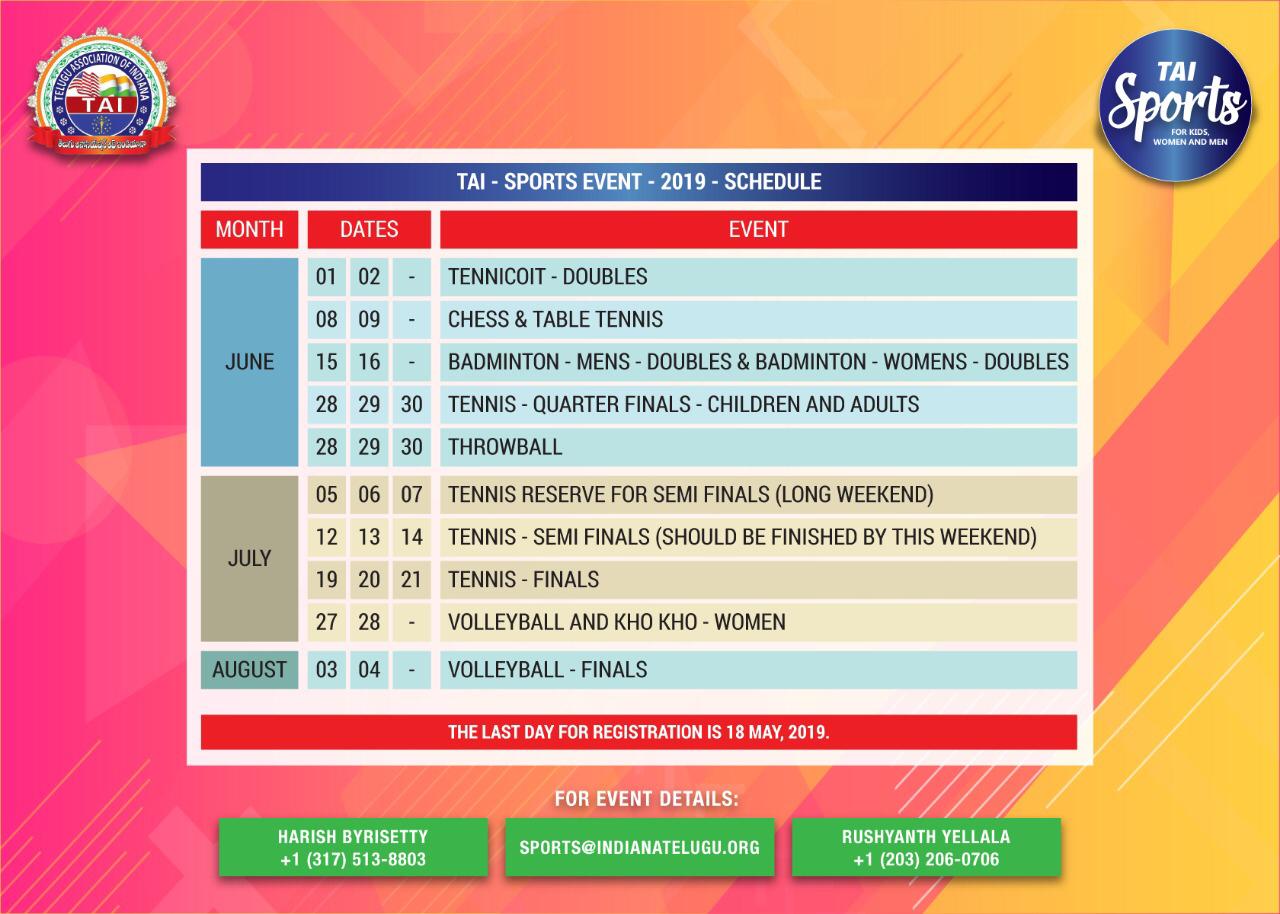 TELUGU ASSOCIATION OF INDIANA
TAI
TAI
Sports
FOR KIDS,
WOMEN AND MEN
TAI - SPORTS EVENT - 2019 - SCHEDULE
MONTH DATES EVENT
JUNE
01 02 - TENNICOIT - DOUBLES
08 09 - CHESS & TABLE TENNIS
15 16 - BADMINTON - MENS - DOUBLES & BADMINTON - WOMENS - DOUBLES
28 29 30 TENNIS - QUARTER FINALS - CHILDREN AND ADULTS
28 29 30 THROWBALL
JULY
05 06 07 TENNIS RESERVE FOR SEMI FINALS (LONG WEEKEND)
12 13 14 TENNIS - SEMI FINALS (SHOULD BE FINISHED BY THIS WEEKEND)
19 20 21 TENNIS - FINALS
27 28 - VOLLEYBALL AND KHO KHO - WOMEN
AUGUST
03 04 - VOLLEYBALL - FINALS
THE LAST DAY FOR REGISTRATION IS 18 MAY, 2019.
FOR EVENT DETAILS:
HARISH BYRISETTY
+1 (317) 513-8803
SPORTS@INDIANATELUGU.ORG
RUSHYANTH YELLALA
+1 (203) 206-0706